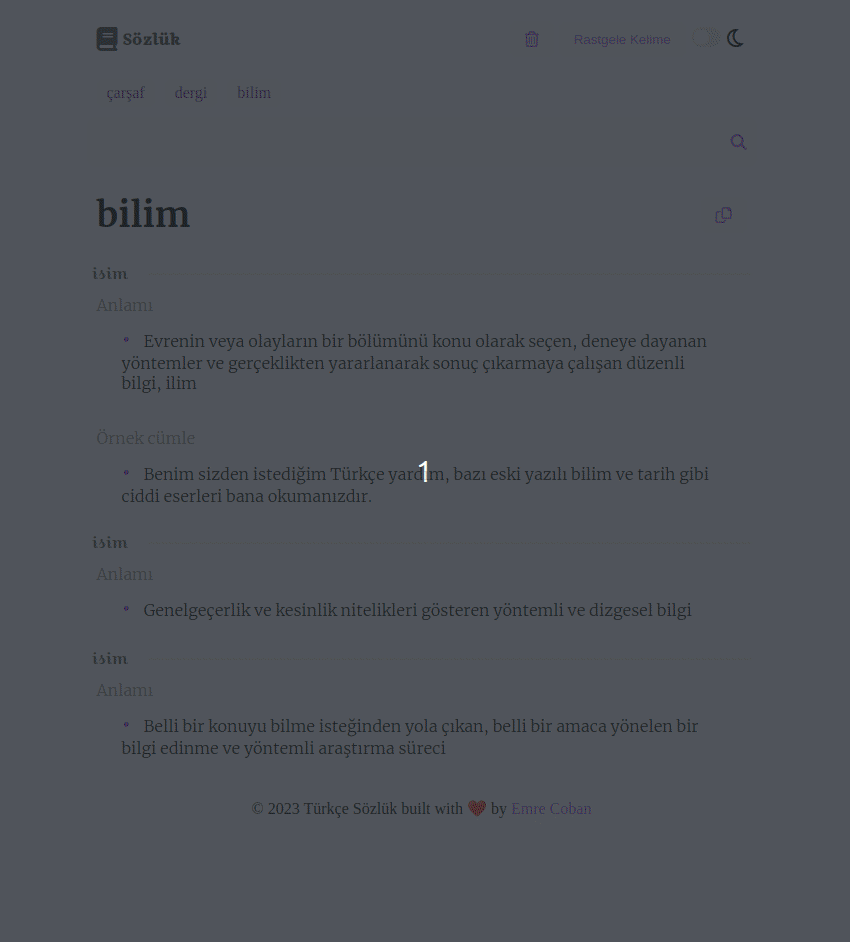 Sözlük
Rastgele Kelime
çarşaf dergi bilim
bilim
isim
Anlamı
Evrenin veya olayların bir bölümünü konu olarak seçen, deneye dayanan
yöntemler ve gerçeklikten yararlanarak sonuç çıkarmaya çalışan düzenli
bilgi, ilim
Örnek cümle
Benim sizden istediğim Türkçe yardım, bazı eski yazılı bilim ve tarih gibi
ciddi eserleri bana okumanızdır.
1
isim
Anlamı
Genelgeçerlik ve kesinlik nitelikleri gösteren yöntemli ve dizgesel bilgi
isim
Anlamı
Belli bir konuyu bilme isteğinden yola çıkan, belli bir amaca yönelen bir
bilgi edinme ve yöntemli araştırma süreci
© 2023 Türkçe Sözlük built with ❤ by Emre Coban